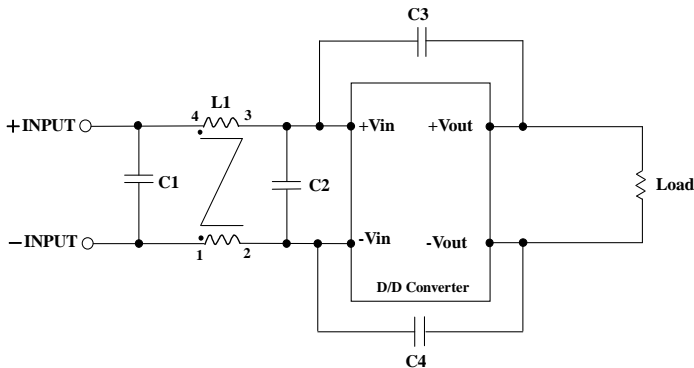 C3
L1
4 3
+INPUT
+Vin +Vout
C1
C2
Load
−INPUT
1 2
-Vin -Vout
D/D Converter
C4